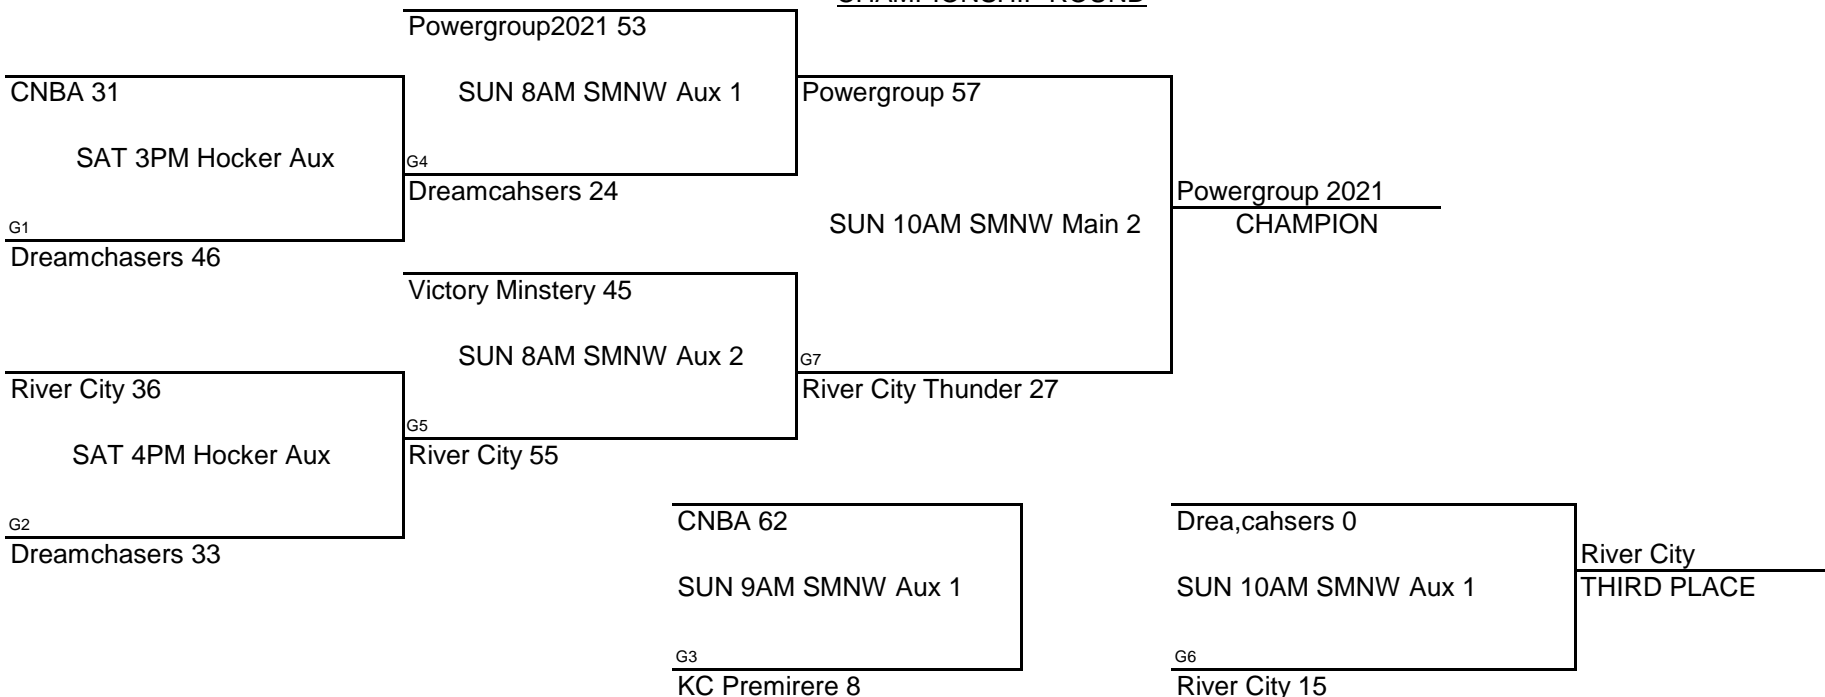 CHAMPIONSHIP ROUND
Powergroup2021 53
CNBA 31
SUN 8AM SMNW Aux 1
Powergroup 57
SAT 3PM Hocker Aux
G4
Dreamcahsers 24
Powergroup 2021
G1
SUN 10AM SMNW Main 2
CHAMPION
Dreamchasers 46
Victory Minstery 45
SUN 8AM SMNW Aux 2
G7
River City 36
River City Thunder 27
G5
SAT 4PM Hocker Aux
River City 55
G2
CNBA 62
Drea,cahsers 0
Dreamchasers 33
River City
SUN 9AM SMNW Aux 1
SUN 10AM SMNW Aux 1
THIRD PLACE
G3
G6
KC Premirere 8
River City 15